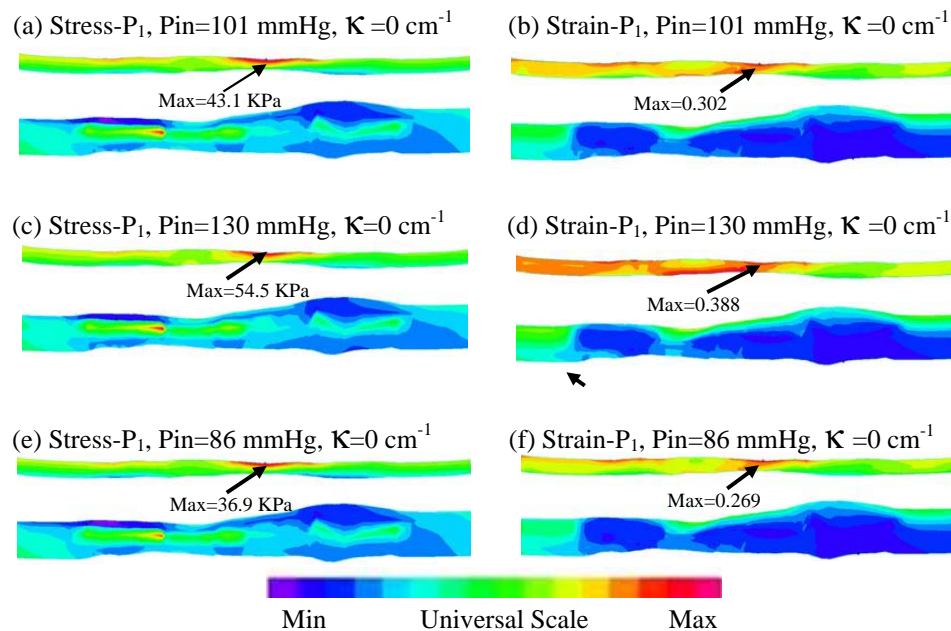 (a) Stress-P₁, Pin=101 mmHg, κ =0 cm⁻¹
Max=43.1 KPa
(b) Strain-P₁, Pin=101 mmHg, κ =0 cm⁻¹
Max=0.302
(c) Stress-P₁, Pin=130 mmHg, κ=0 cm⁻¹
Max=54.5 KPa
(d) Strain-P₁, Pin=130 mmHg, κ =0 cm⁻¹
Max=0.388
(e) Stress-P₁, Pin=86 mmHg, κ=0 cm⁻¹
Max=36.9 KPa
(f) Strain-P₁, Pin=86 mmHg, κ =0 cm⁻¹
Max=0.269
Min Universal Scale Max